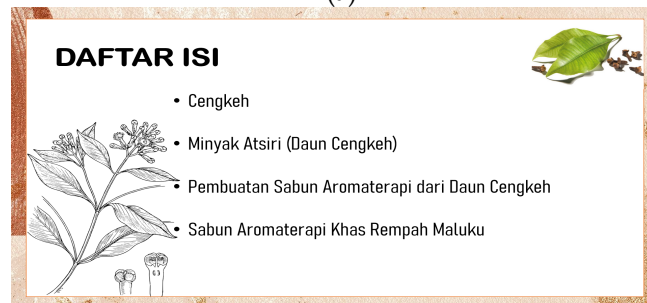 DAFTAR ISI
• Cengkeh
• Minyak Atsiri (Daun Cengkeh)
• Pembuatan Sabun Aromaterapi dari Daun Cengkeh
• Sabun Aromaterapi Khas Rempah Maluku